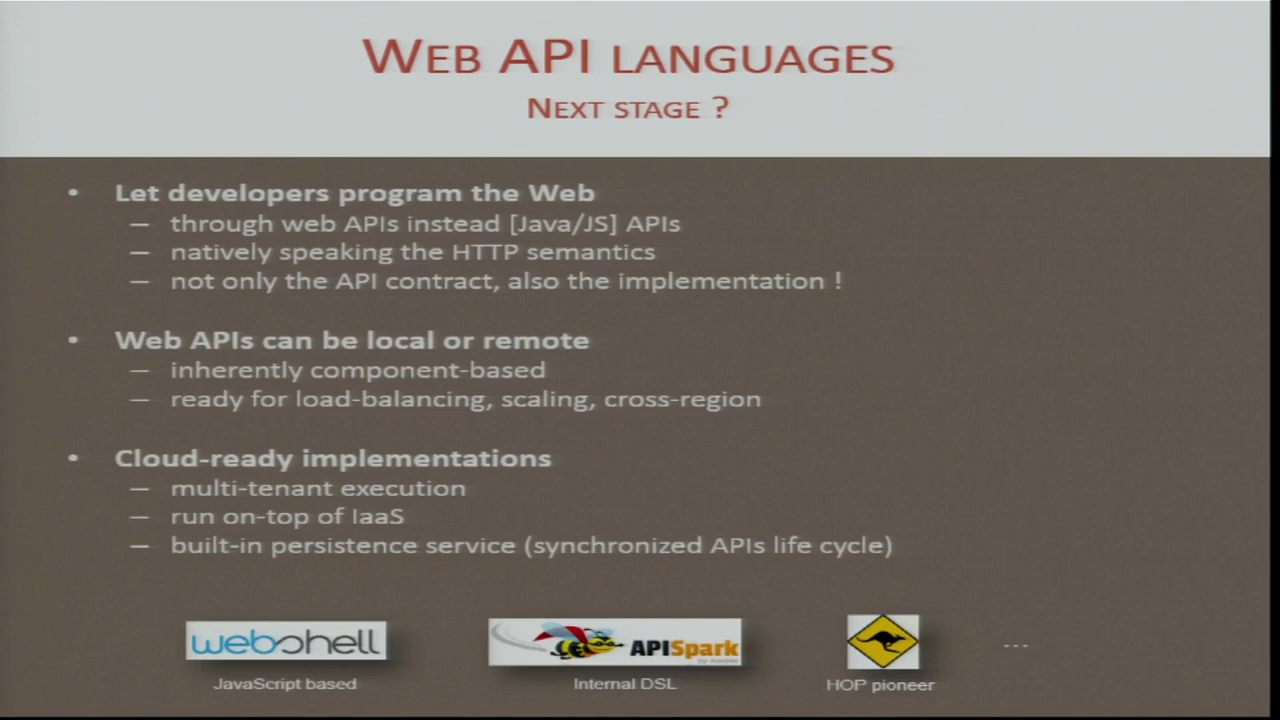 WEB API LANGUAGES
NEXT STAGE ?
• Let developers program the Web
— through web APIs instead [Java/JS] APIs
— natively speaking the HTTP semantics
— not only the API contract, also the implementation !
• Web APIs can be local or remote
— inherently component-based
— ready for load-balancing, scaling, cross-region
• Cloud-ready implementations
— multi-tenant execution
— run on-top of IaaS
— built-in persistence service (synchronized APIs life cycle)
webshell
APISpark
...
JavaScript based
Internal DSL
HOP pioneer